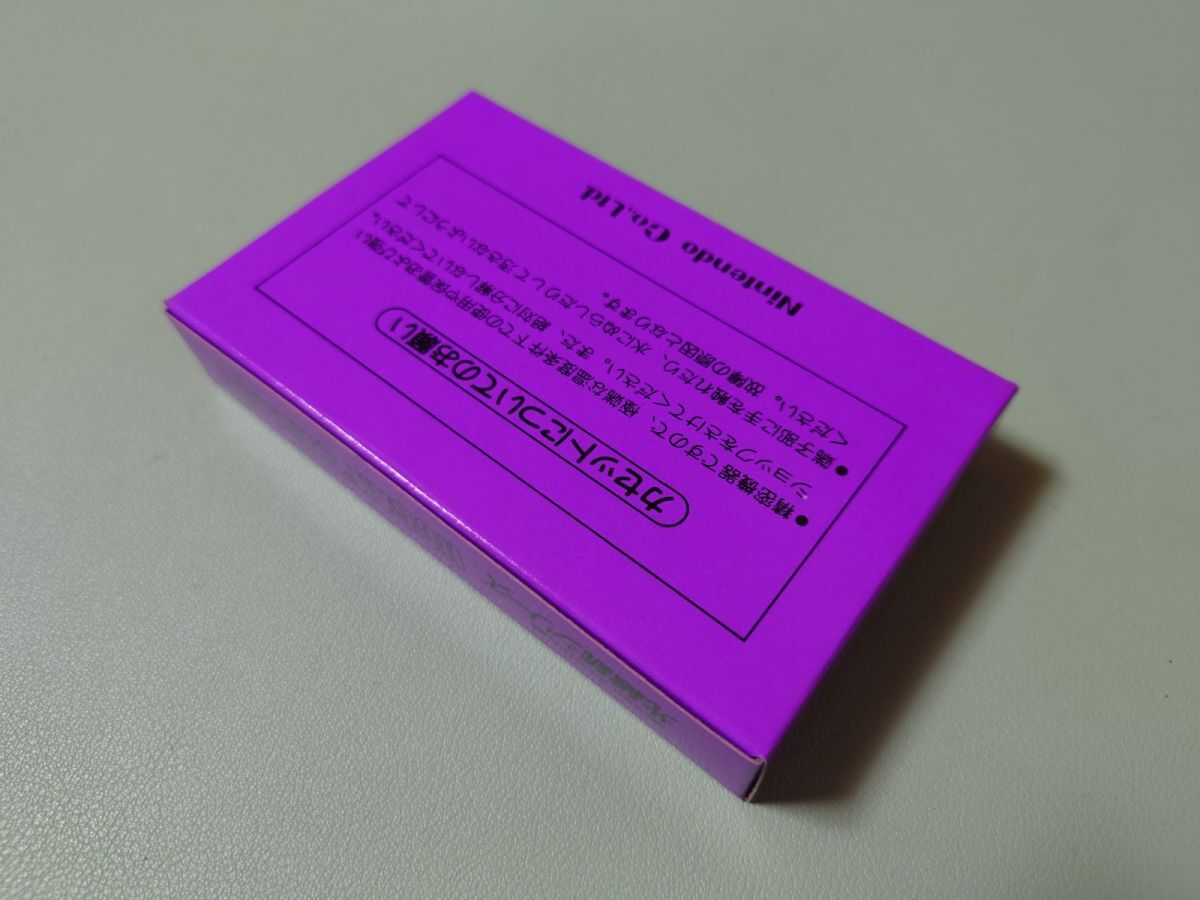 カセットについてのお願い
●精密機器ですので、極端な温度条件下での使用や保管および強い
ショックをさけてください。また、絶対に分解しないでください。
●端子部に手を触れたり、水にぬらしたりして汚さないようにして
ください。故障の原因となります。
Nintendo Co.,Ltd.